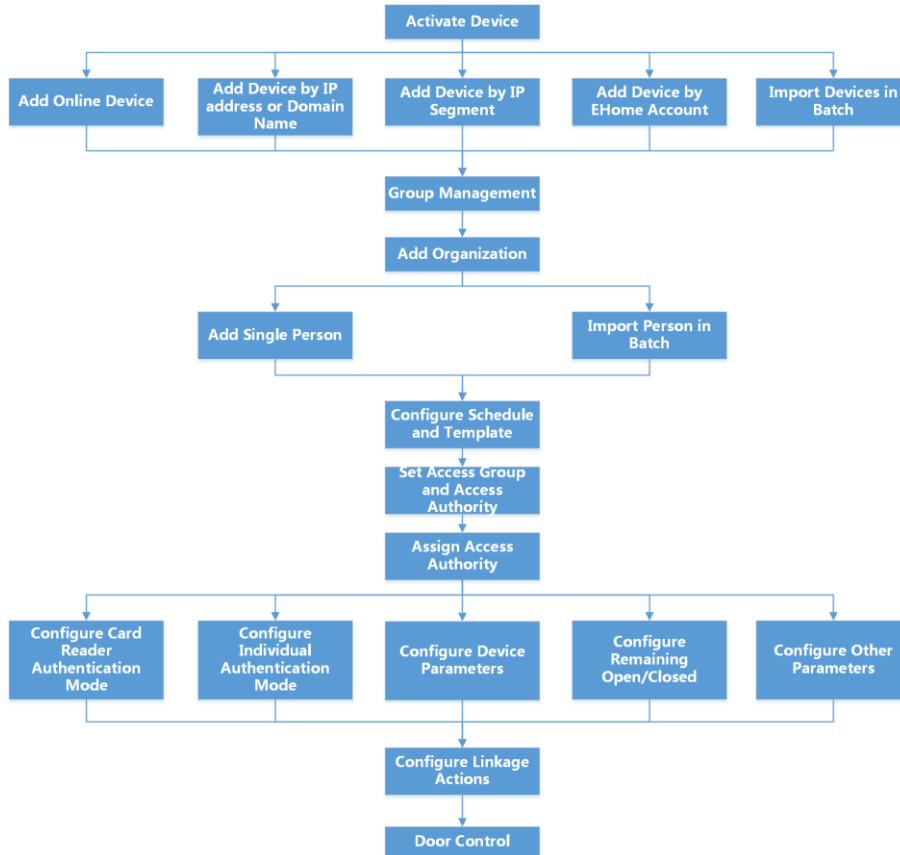 Activate Device
Add Online Device
Add Device by IP
address or Domain
Name
Add Device by IP
Segment
Add Device by
EHome Account
Import Devices in
Batch
Group Management
Add Organization
Add Single Person
Import Person in
Batch
Configure Schedule
and Template
Set Access Group
and Access
Authority
Assign Access
Authority
Configure Card
Reader
Authentication
Mode
Configure
Individual
Authentication
Mode
Configure Device
Parameters
Configure
Remaining
Open/Closed
Configure Other
Parameters
Configure Linkage
Actions
Door Control